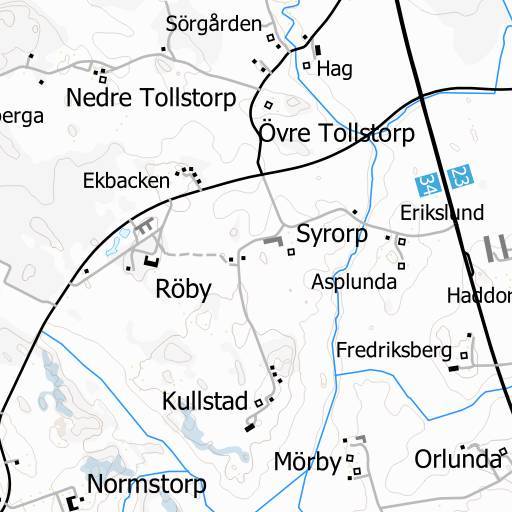 Sörgården
Hag
Nedre Tollstorp
erga
Övre Tollstorp
Ekbacken
34
23
Erikslund
Syrorp
Asplunda
Röby
Haddor
Fredriksberg
Kullstad
Mörby
Orlunda
Normstorp